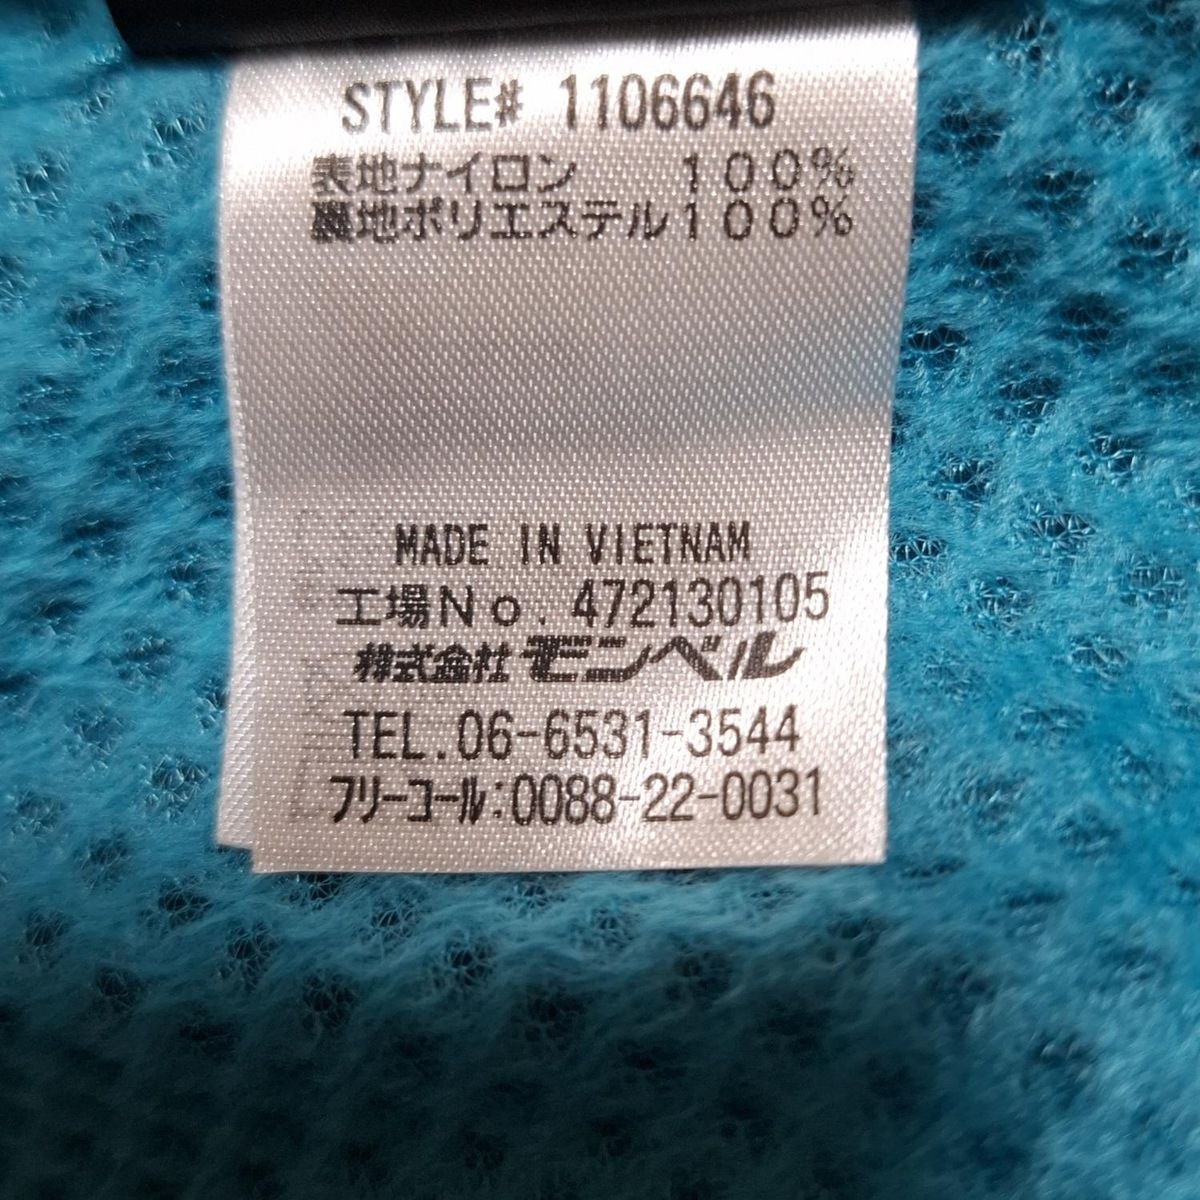 STYLE# 1106646
表地ナイロン 100%
裏地ポリエステル100%
MADE IN VIETNAM
工場No. 472130105
株式会社モンベル
TEL.06-6531-3544
フリーコール:0088-22-0031